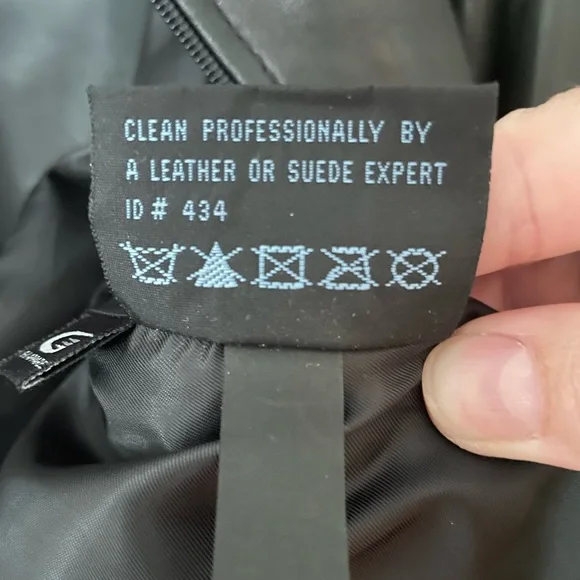 CLEAN PROFESSIONALLY BY
A LEATHER OR SUEDE EXPERT
ID # 434